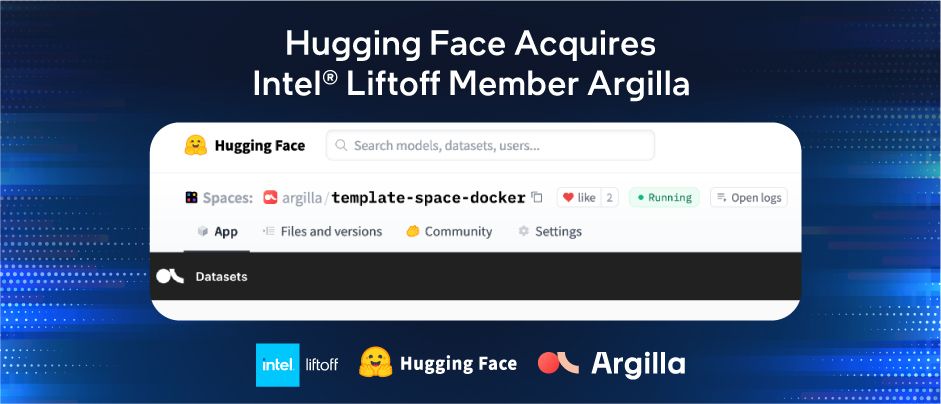 Hugging Face Acquires
Intel® Liftoff Member Argilla
Hugging Face Search models, datasets, users...
Spaces: argilla/template-space-docker like 2 Running Open logs
App Files and versions Community Settings
Datasets
intel liftoff Hugging Face Argilla